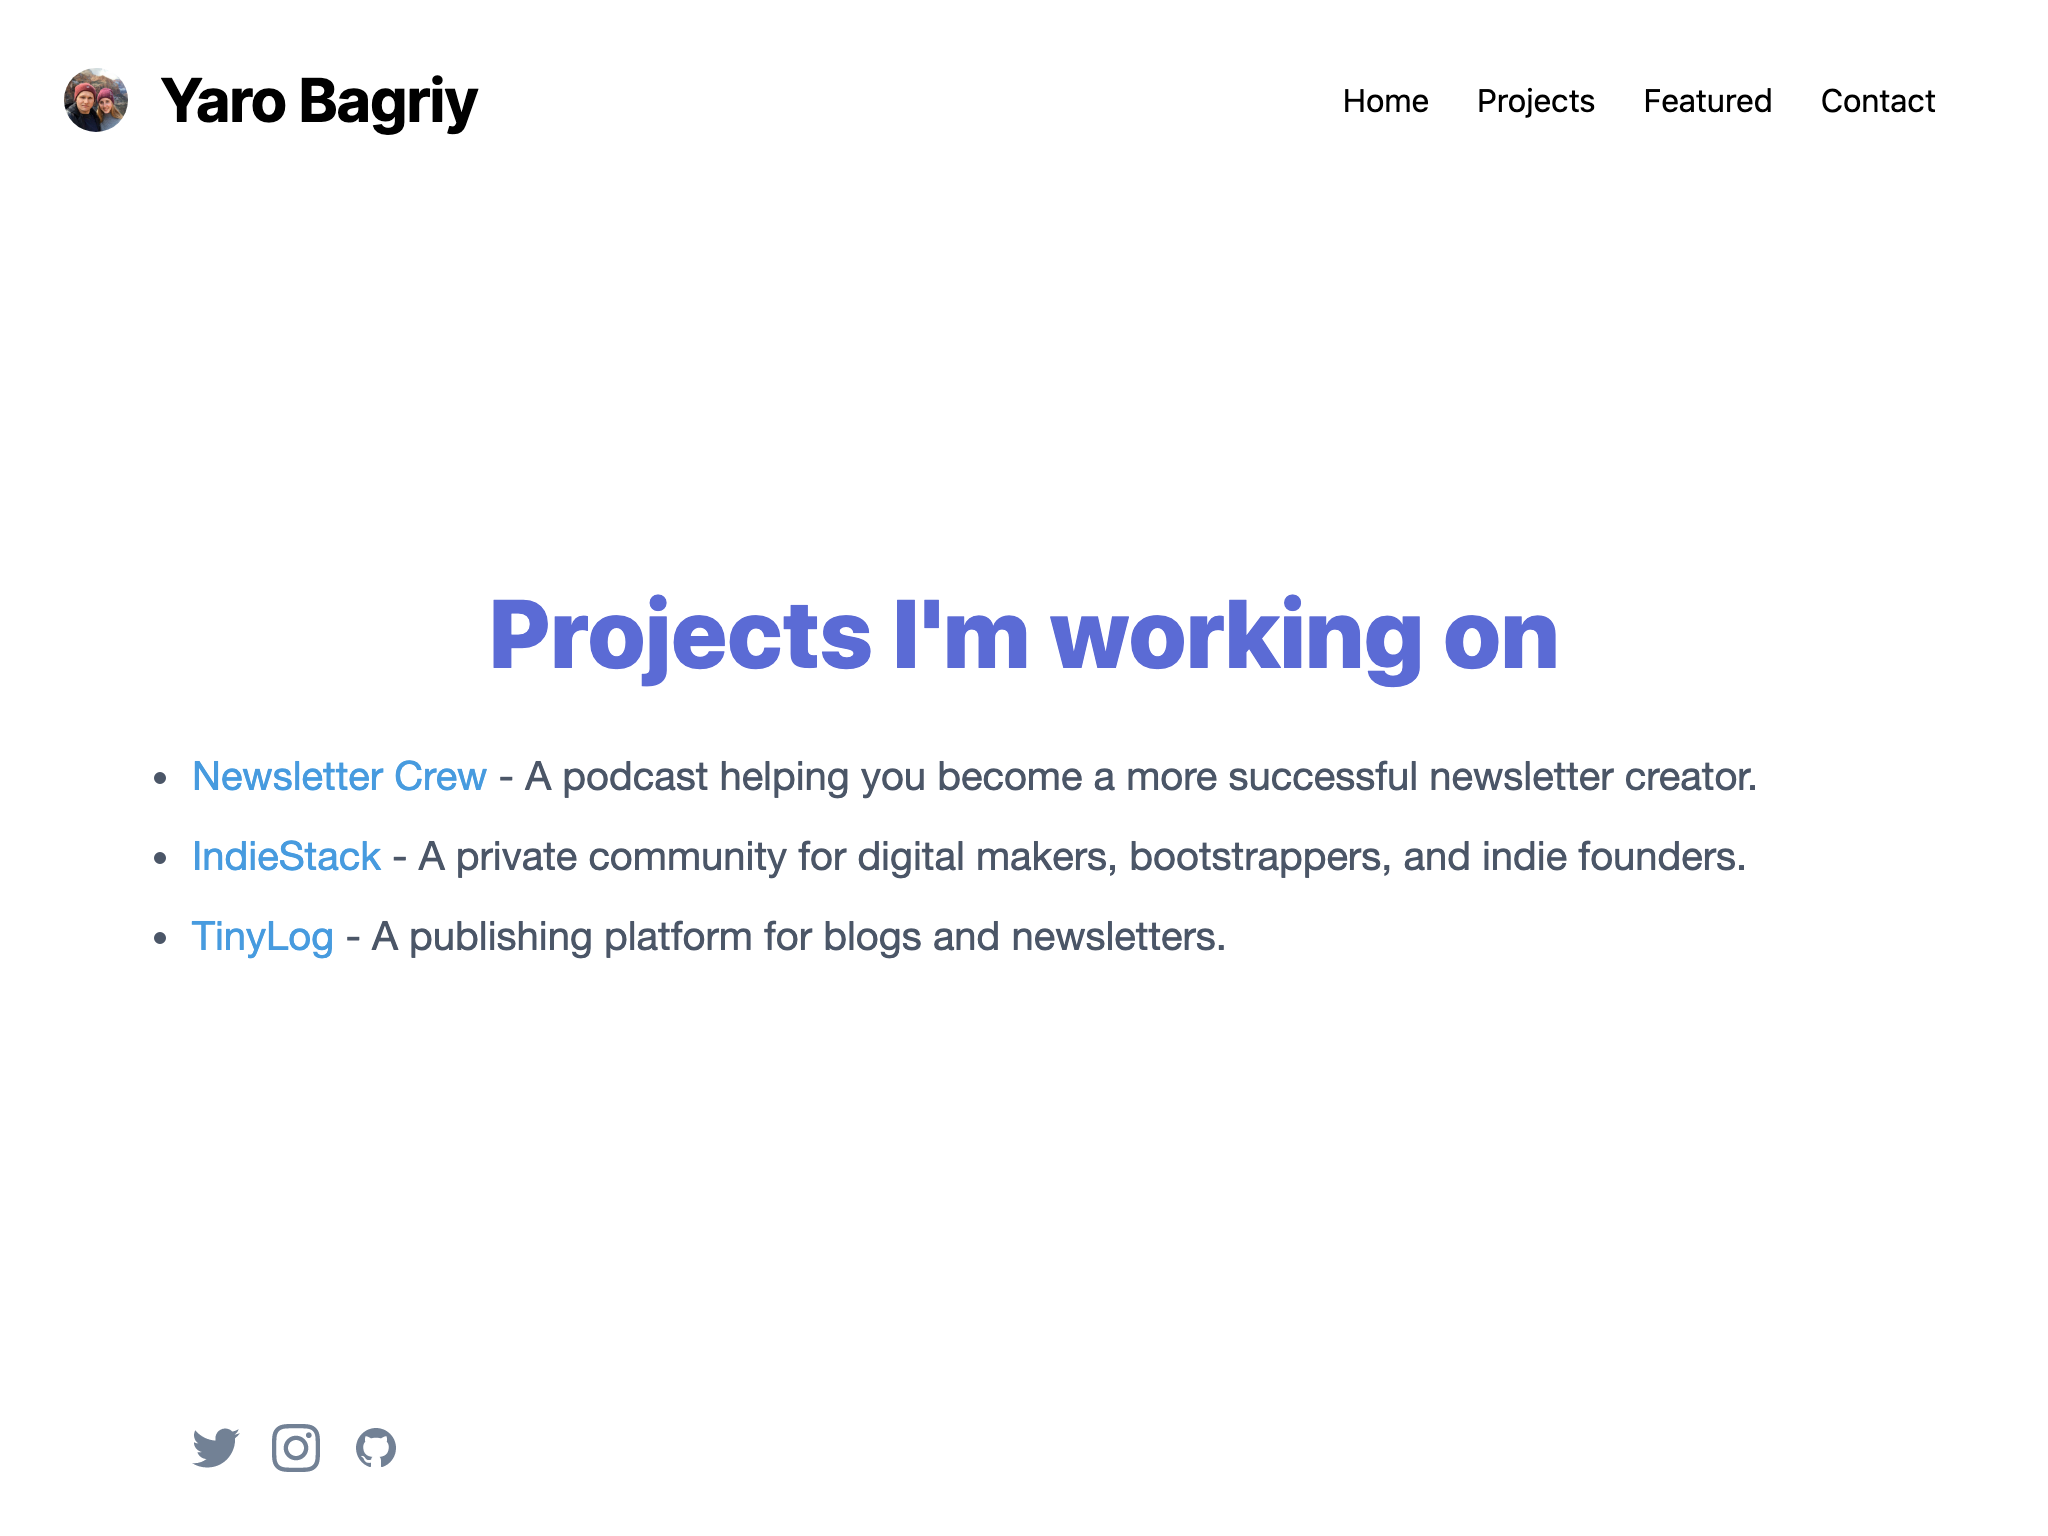 Yaro Bagriy
Home Projects Featured Contact
Projects I'm working on
Newsletter Crew - A podcast helping you become a more successful newsletter creator.
IndieStack - A private community for digital makers, bootstrappers, and indie founders.
TinyLog - A publishing platform for blogs and newsletters.